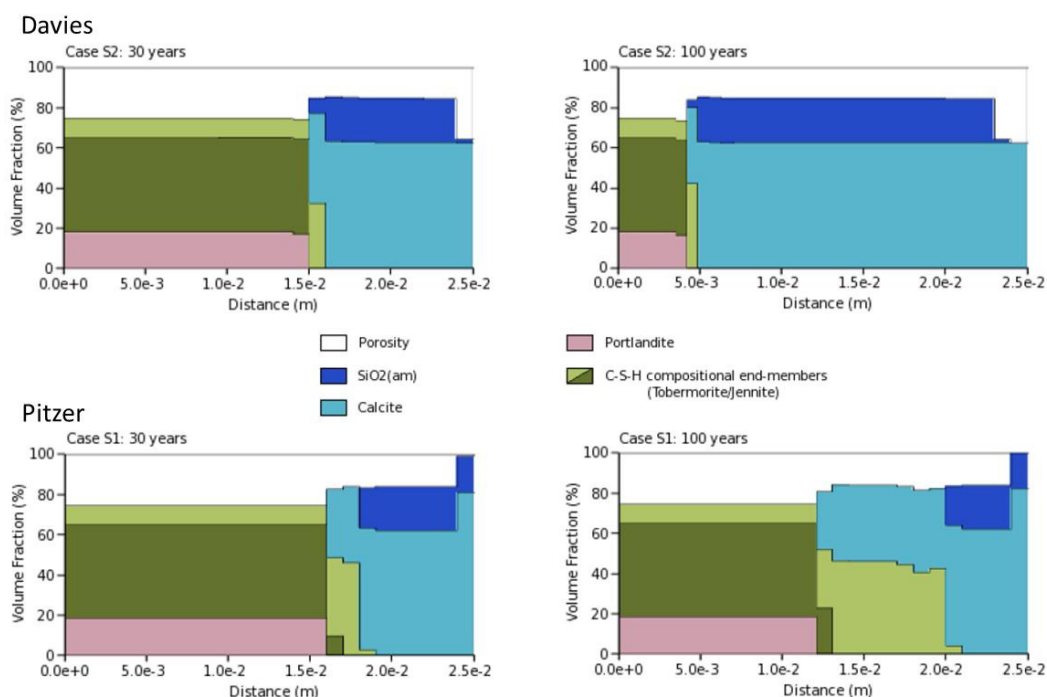 Davies
Case S2: 30 years
100
80
60
40
20
0
Volume Fraction (%)
0.0e+0 5.0e-3 1.0e-2 1.5e-2 2.0e-2 2.5e-2
Distance (m)
Case S2: 100 years
100
80
60
40
20
0
Volume Fraction (%)
0.0e+0 5.0e-3 1.0e-2 1.5e-2 2.0e-2 2.5e-2
Distance (m)
Porosity
SiO2(am)
Calcite
Portlandite
C-S-H compositional end-members
(Tobermorite/Jennite)
Pitzer
Case S1: 30 years
100
80
60
40
20
0
Volume Fraction (%)
0.0e+0 5.0e-3 1.0e-2 1.5e-2 2.0e-2 2.5e-2
Distance (m)
Case S1: 100 years
100
80
60
40
20
0
Volume Fraction (%)
0.0e+0 5.0e-3 1.0e-2 1.5e-2 2.0e-2 2.5e-2
Distance (m)